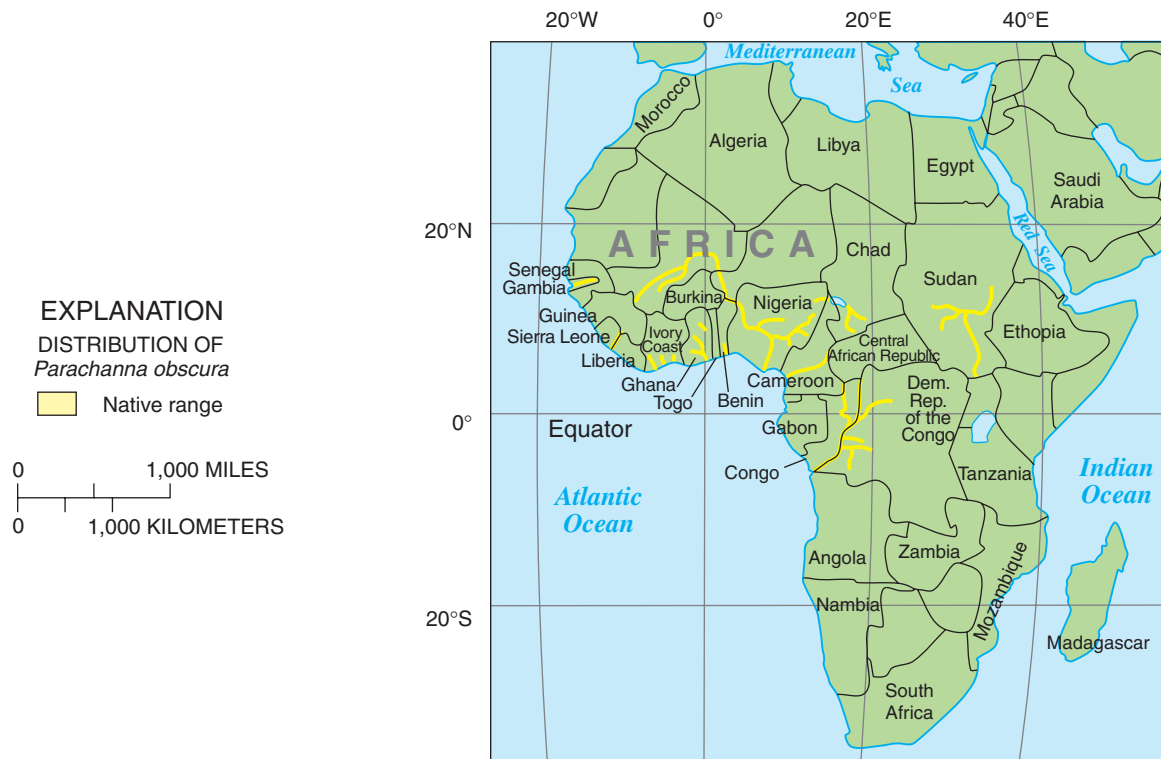 20°W 0° 20°E 40°E
Mediterranean
Sea
Morocco
Algeria
Libya
Egypt
Saudi
Arabia
Red Sea
20°N
AFRICA
Chad
Sudan
Senegal
Gambia
Burkina
Nigeria
Guinea
Sierra Leone
Ivory
Coast
Central
African Republic
Ethiopia
Liberia
Ghana
Togo
Benin
Cameroon
Dem.
Rep.
of the
Congo
0°
Equator
Gabon
Congo
Tanzania
Indian
Ocean
Atlantic
Ocean
Angola
Zambia
Nambia
Mozambique
20°S
Madagascar
South
Africa
EXPLANATION
DISTRIBUTION OF
Parachanna obscura
Native range
0 1,000 MILES
0 1,000 KILOMETERS